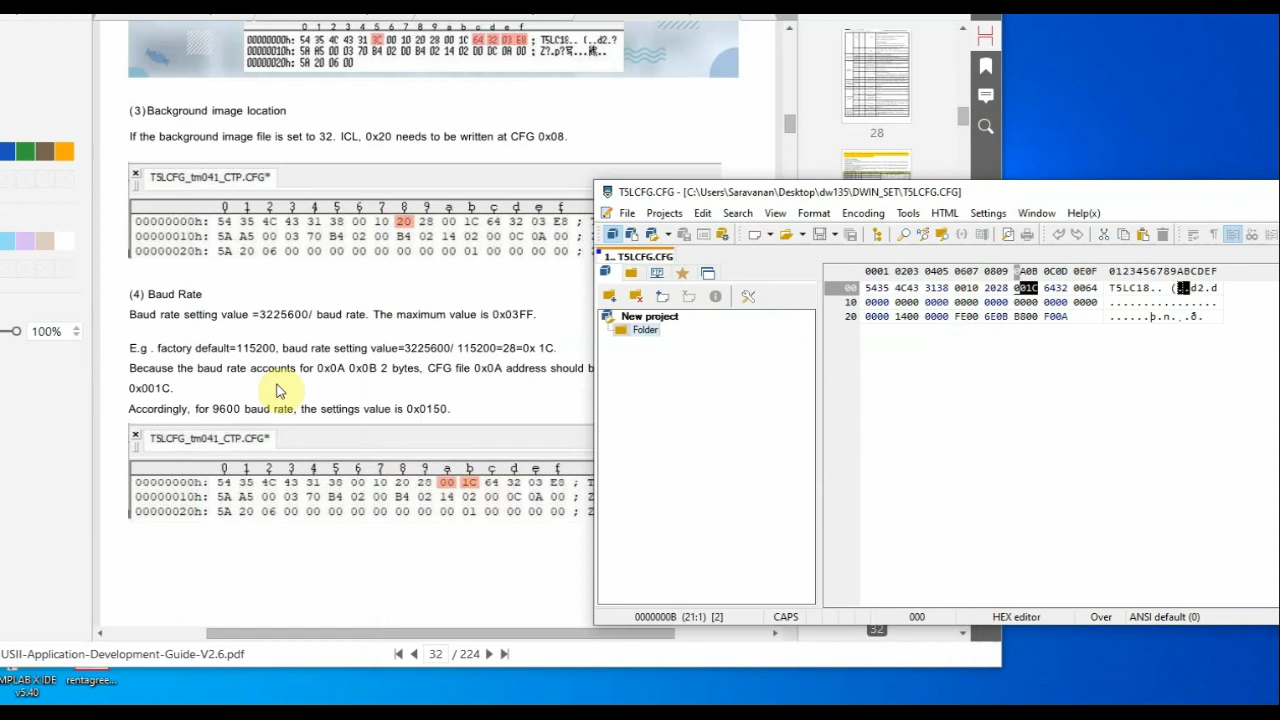 0 1 2 3 4 5 6 7 8 9 a b c d e f
00000000h: 54 35 4C 43 31 3C 00 10 20 28 00 1C 64 32 03 E8 ; T5LC18.. (..d2.?
00000010h: 5A A5 00 03 70 B4 02 D0 B4 02 14 02 00 0C 0A 00 ;
00000020h: 5A 20 06 00
(3)Background image location
If the background image file is set to 32. ICL, 0x20 needs to be written at CFG 0x08.
T5LCFG_tm041_CTP.CFG*
0 1 2 3 4 5 6 7 8 9 a b c d e f
00000000h: 54 35 4C 43 31 38 00 10 20 28 00 1C 64 32 03 E8 ;
00000010h: 5A A5 00 03 70 B4 02 00 B4 02 14 02 00 0C 0A 00 ;
00000020h: 5A 20 06 00 00 00 00 00 00 00 00 01 00 00 00 00 ;
(4) Baud Rate
Baud rate setting value =3225600/ baud rate. The maximum value is 0x03FF.
E.g . factory default=115200, baud rate setting value=3225600/ 115200=28=0x 1C.
Because the baud rate accounts for 0x0A 0x0B 2 bytes, CFG file 0x0A address should b
0x001C.
Accordingly, for 9600 baud rate, the settings value is 0x0150.
T5LCFG_tm041_CTP.CFG*
0 1 2 3 4 5 6 7 8 9 a b c d e f
00000000h: 54 35 4C 43 31 38 00 10 20 28 00 1C 64 32 03 E8 ; T
00000010h: 5A A5 00 03 70 B4 02 00 B4 02 14 02 00 0C 0A 00 ; Z
00000020h: 5A 20 06 00 00 00 00 00 00 00 00 01 00 00 00 00 ; Z
100%
28
T5LCFG.CFG - [C:\Users\Saravanan\Desktop\dw135\DWIN_SET\T5LCFG.CFG]
File Projects Edit Search View Format Encoding Tools HTML Settings Window Help(x)
1.. T5LCFG.CFG
New project
Folder
0001 0203 0405 0607 0809 0A0B 0C0D 0E0F 0123456789ABCDEF
00 5435 4C43 3138 0010 2028 001C 6432 0064 T5LC18.. (..d2.d
10 0000 0000 0000 0000 0000 0000 0000 0000 ................
20 0000 1400 0000 FE00 6E0B B800 F00A ......þ.n.¸.ð.
0000000B (21:1) [2] CAPS 000 HEX editor Over ANSI default (0)
32
USII-Application-Development-Guide-V2.6.pdf
32 / 224
MPLAB X IDE
v5.40
rentagree...